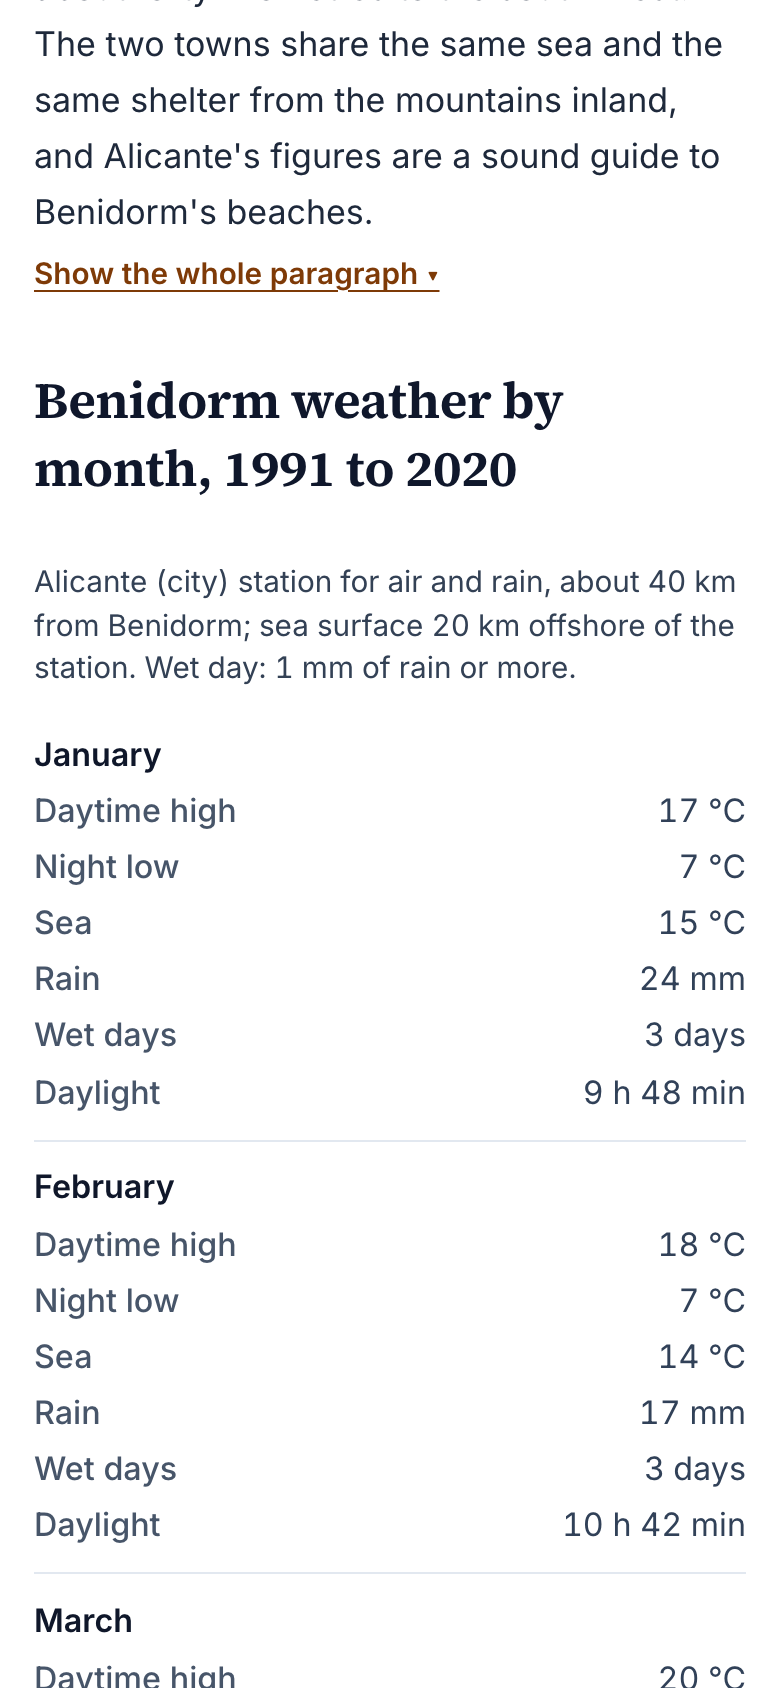 The two towns share the same sea and the
same shelter from the mountains inland,
and Alicante's figures are a sound guide to
Benidorm's beaches.
Show the whole paragraph ▾
Benidorm weather by
month, 1991 to 2020
Alicante (city) station for air and rain, about 40 km
from Benidorm; sea surface 20 km offshore of the
station. Wet day: 1 mm of rain or more.
January
Daytime high 17 °C
Night low 7 °C
Sea 15 °C
Rain 24 mm
Wet days 3 days
Daylight 9 h 48 min
February
Daytime high 18 °C
Night low 7 °C
Sea 14 °C
Rain 17 mm
Wet days 3 days
Daylight 10 h 42 min
March
Daytime high 20 °C